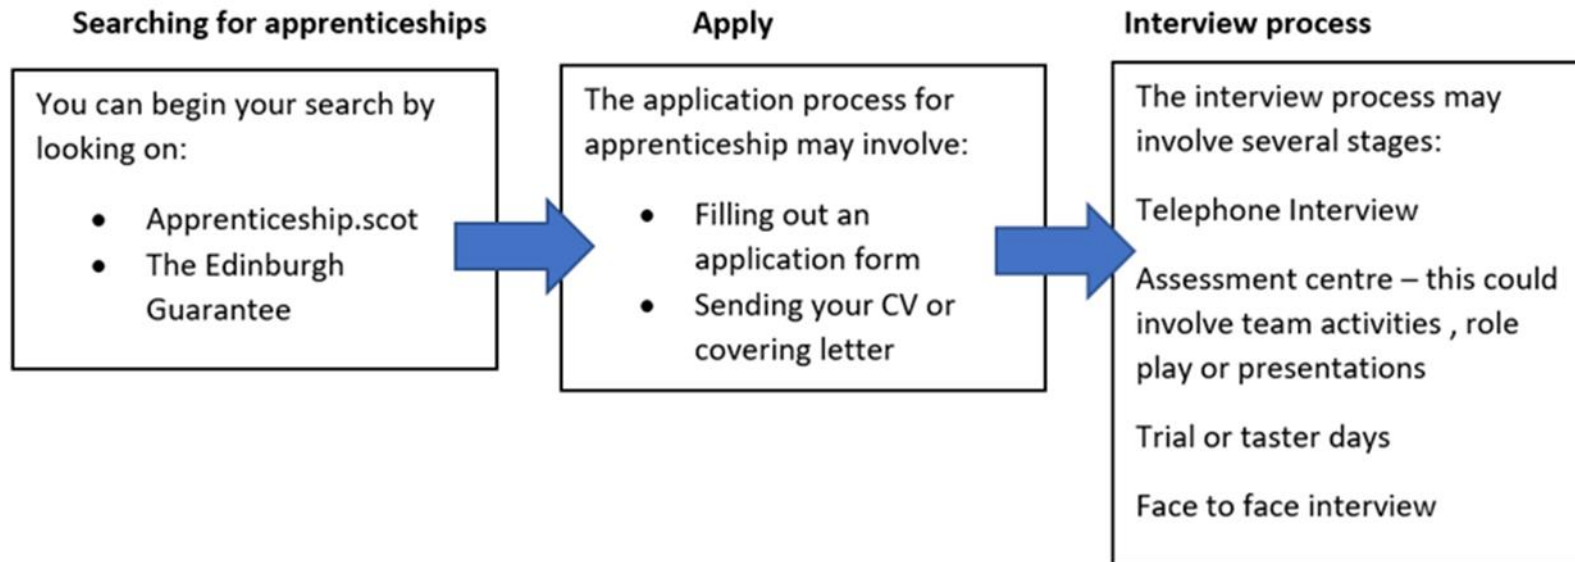 Searching for apprenticeships
You can begin your search by
looking on:
• Apprenticeship.scot
• The Edinburgh
Guarantee
Apply
The application process for
apprenticeship may involve:
• Filling out an
application form
• Sending your CV or
covering letter
Interview process
The interview process may
involve several stages:
Telephone Interview
Assessment centre – this could
involve team activities , role
play or presentations
Trial or taster days
Face to face interview